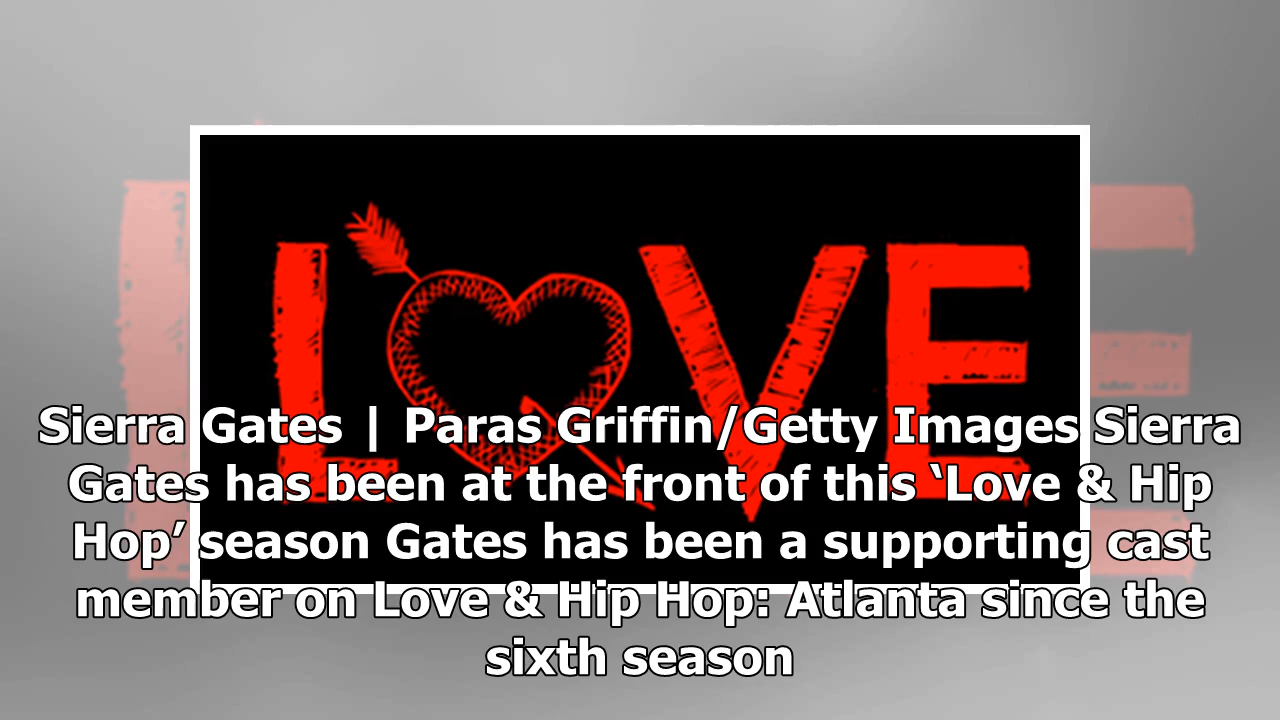 LOVE
Sierra Gates | Paras Griffin/Getty Images Sierra
Gates has been at the front of this ‘Love & Hip
Hop’ season Gates has been a supporting cast
member on Love & Hip Hop: Atlanta since the
sixth season